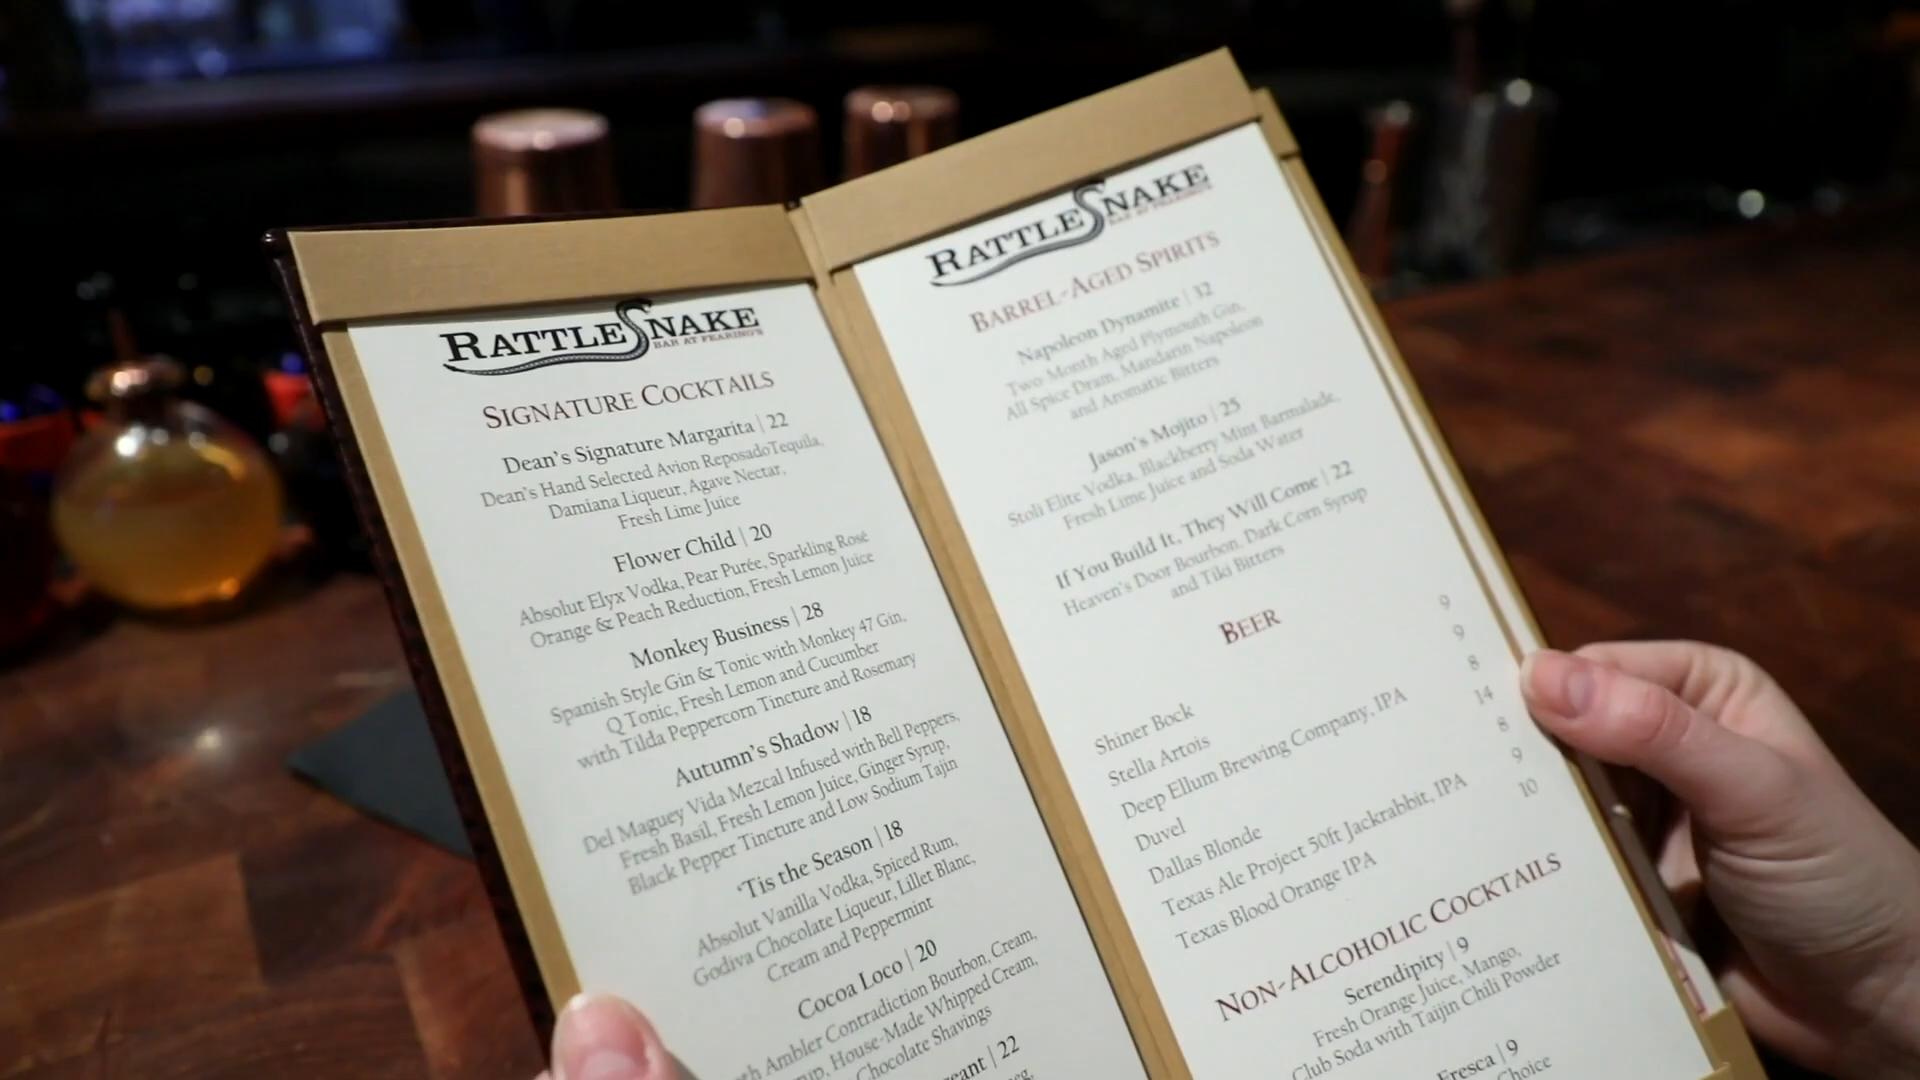 RATTLESNAKE
BAR AT FEARING'S
SIGNATURE COCKTAILS
Dean's Signature Margarita | 22
Dean's Hand Selected Avion ReposadoTequila,
Damiana Liqueur, Agave Nectar,
Fresh Lime Juice
Flower Child | 20
Absolut Elyx Vodka, Pear Purée, Sparkling Rosé
Orange & Peach Reduction, Fresh Lemon Juice
Monkey Business | 28
Spanish Style Gin & Tonic with Monkey 47 Gin,
Q Tonic, Fresh Lemon and Cucumber
with Tilda Peppercorn Tincture and Rosemary
Autumn's Shadow | 18
Del Maguey Vida Mezcal Infused with Bell Peppers,
Fresh Basil, Fresh Lemon Juice, Ginger Syrup,
Black Pepper Tincture and Low Sodium Tajin
'Tis the Season | 18
Absolut Vanilla Vodka, Spiced Rum,
Godiva Chocolate Liqueur, Lillet Blanc,
Cream and Peppermint
Cocoa Loco | 20
Ambler Contradiction Bourbon, Cream,
House-Made Whipped Cream,
Chocolate Shavings
| 22
RATTLESNAKE
BAR AT FEARING'S
BARREL-AGED SPIRITS
Napoleon Dynamite | 32
Two-Month Aged Plymouth Gin,
All Spice Dram, Mandarin Napoleon
and Aromatic Bitters
Jason's Mojito | 25
Stoli Elite Vodka, Blackberry Mint Barmalade,
Fresh Lime Juice and Soda Water
If You Build It, They Will Come | 22
Heaven's Door Bourbon, Dark Corn Syrup
and Tiki Bitters
BEER
Shiner Bock 9
Stella Artois 9
Deep Ellum Brewing Company, IPA 8
Duvel 14
Dallas Blonde 8
Texas Ale Project 50ft Jackrabbit, IPA 9
Texas Blood Orange IPA 10
NON-ALCOHOLIC COCKTAILS
Serendipity | 9
Fresh Orange Juice, Mango,
Club Soda with Taijin Chili Powder
Fresca | 9
Choice